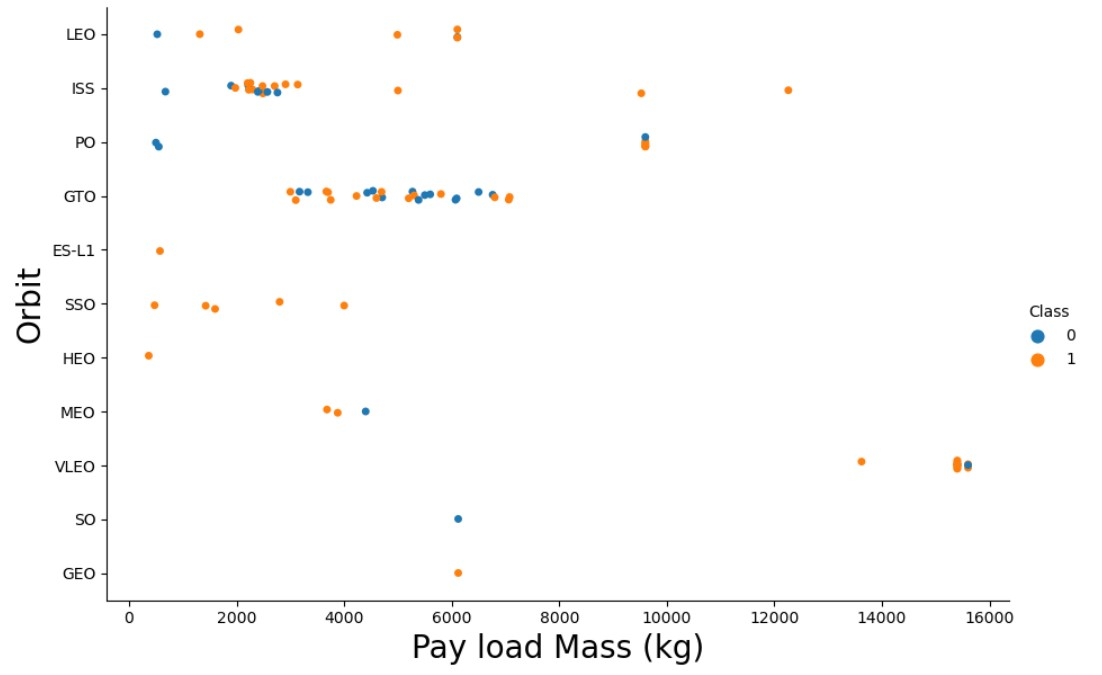 LEO
ISS
PO
GTO
ES-L1
SSO
HEO
MEO
VLEO
SO
GEO
Orbit
0 2000 4000 6000 8000 10000 12000 14000 16000
Pay load Mass (kg)
Class
0
1